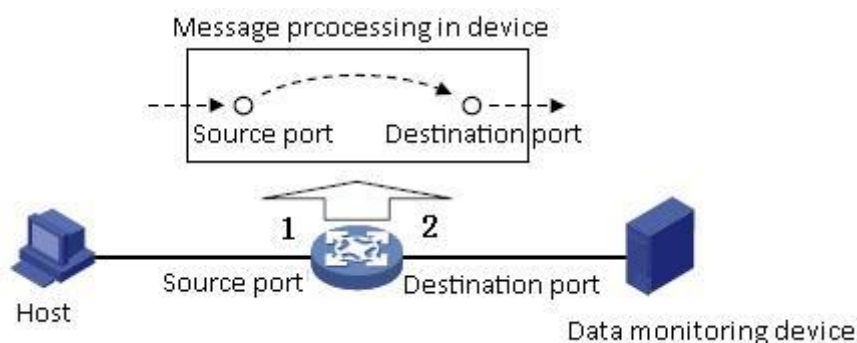 Message prcocessing in device
Source port Destination port
1 2
Source port Destination port
Host
Data monitoring device